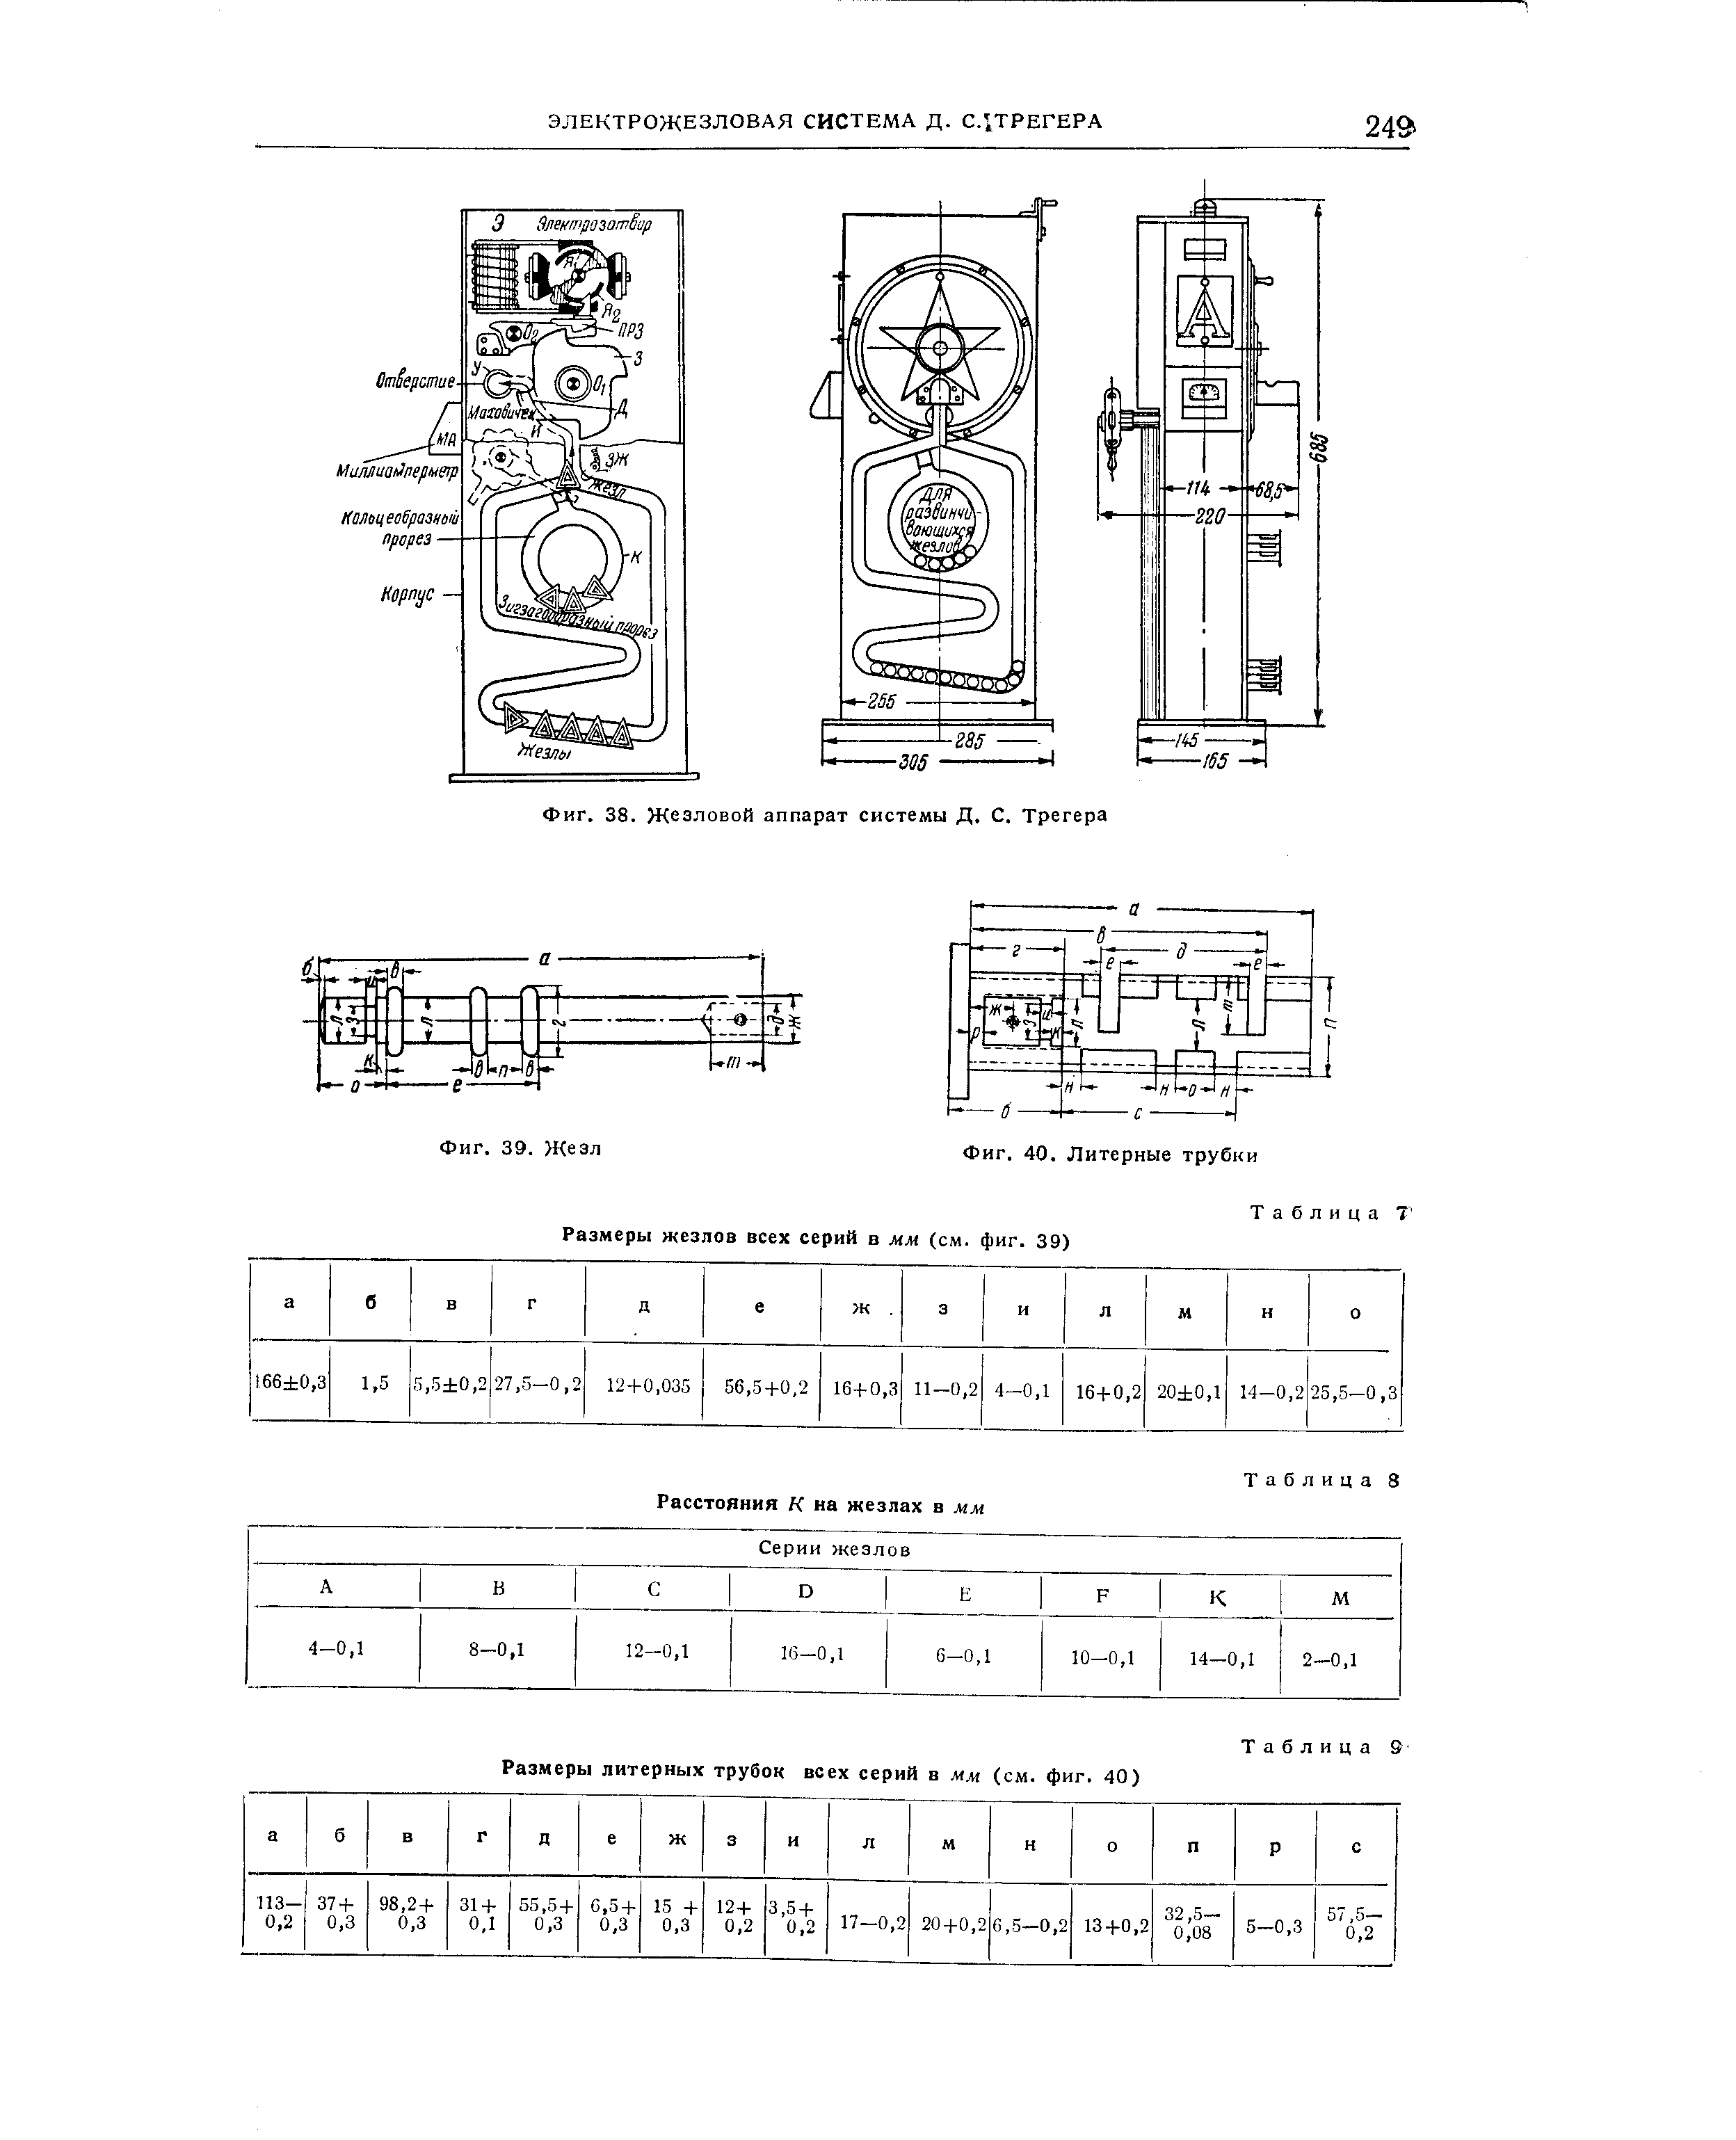 ЭЛЕКТРОЖЕЗЛОВАЯ СИСТЕМА Д. С. ТРЕГЕРА 249
Э Электрозатвор
Я1
Я2
O2
ПРЗ
У
З
Отверстие
O1
Маховичек
Д
И
МА
ЗЖ
Миллиамперметр
Жезл
Кольцеобразный
прорез
К
Корпус
Зигзагообразный прорез
Жезлы
Для
развинчи-
вающихся
жезлов
255
285
305
А
685
114 68,5
220
145
165
Фиг. 38. Жезловой аппарат системы Д. С. Трегера
а
б и в
л з л г д ж
к в п в т
о е
Фиг. 39. Жезл
а
в
г д
е е
ж з и л л т п
р к
н н о н
б с
Фиг. 40. Литерные трубки
Таблица 7
Размеры жезлов всех серий в мм (см. фиг. 39)
а б в г д е ж з и л м н о
166±0,3 1,5 5,5±0,2 27,5—0,2 12+0,035 56,5+0,2 16+0,3 11—0,2 4—0,1 16+0,2 20±0,1 14—0,2 25,5—0,3
Таблица 8
Расстояния К на жезлах в мм
Серии жезлов
A B C D E F K M
4—0,1 8—0,1 12—0,1 16—0,1 6—0,1 10—0,1 14—0,1 2—0,1
Таблица 9
Размеры литерных трубок всех серий в мм (см. фиг. 40)
а б в г д е ж з и л м н о п р с
113— 37+ 98,2+ 31+ 55,5+ 6,5+ 15 + 12+ 3,5+ 17—0,2 20+0,2 6,5—0,2 13+0,2 32,5— 5—0,3 57,5—
0,2 0,3 0,3 0,1 0,3 0,3 0,3 0,2 0,2 0,08 0,2